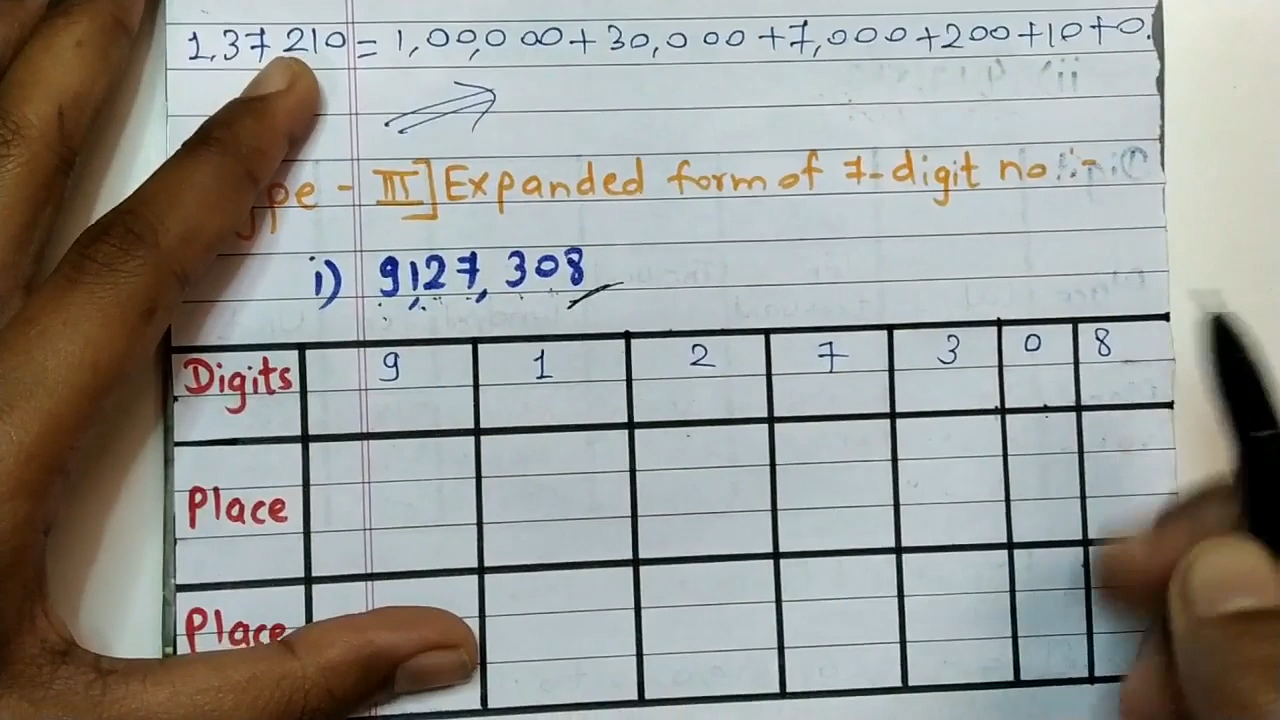 1,37,210 = 1,00,000 + 30,000 + 7,000 + 200 + 10 + 0.
III] Expanded form of 7-digit no:-
i) 9127,308
Digits 9 1 2 7 3 0 8
Place
Place